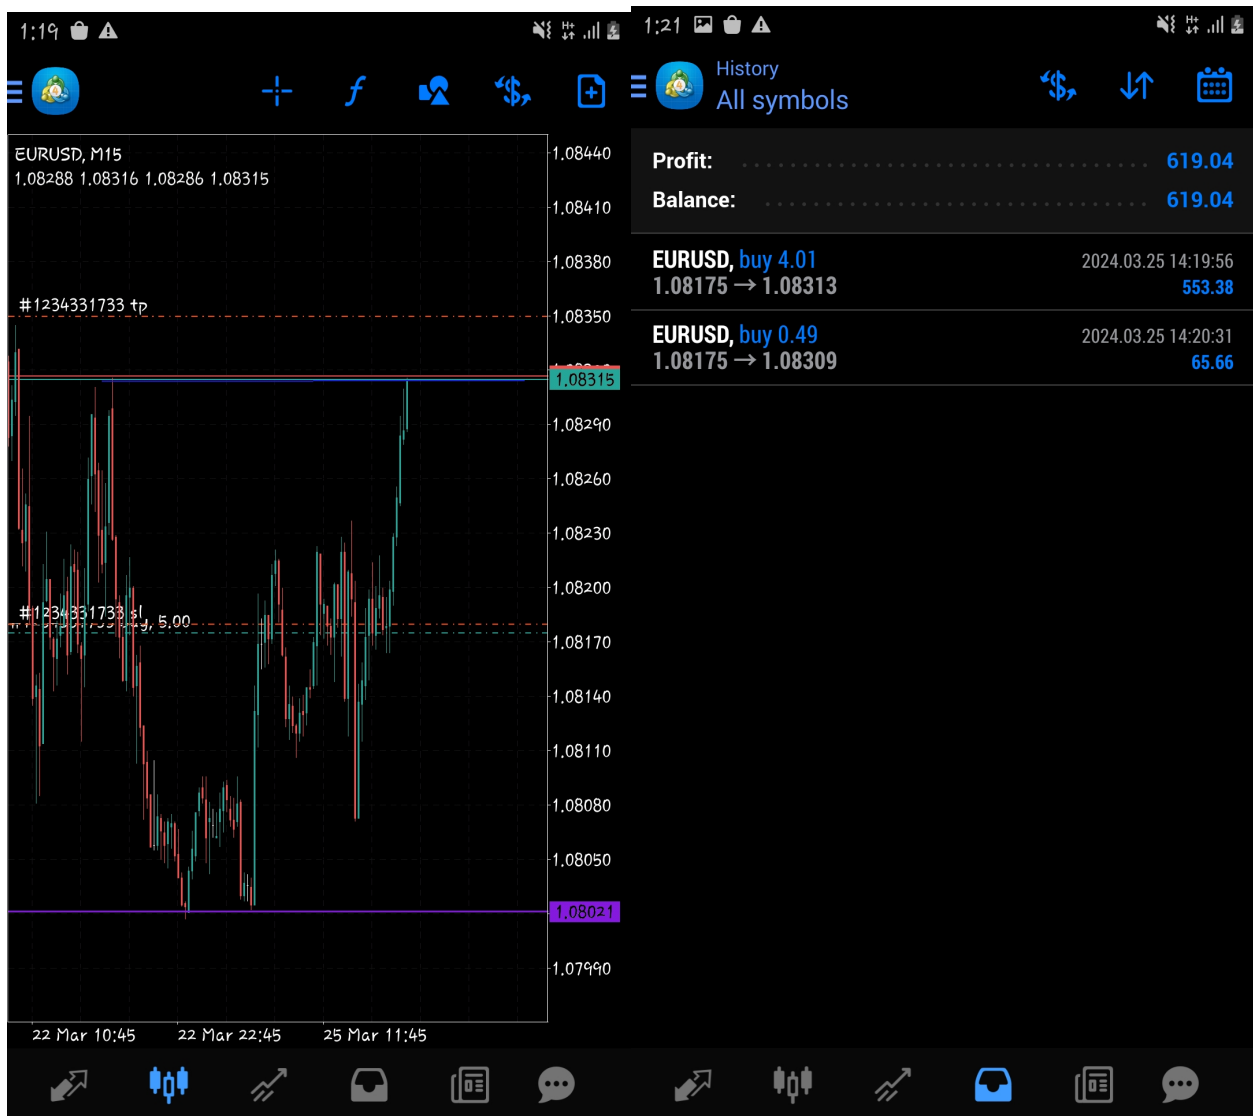 1:19
EURUSD, M15
1.08288 1.08316 1.08286 1.08315
#1234331733 tp
#1234331733 sl
5.00
1.08440
1.08410
1.08380
1.08350
1.08315
1.08290
1.08260
1.08230
1.08200
1.08170
1.08140
1.08110
1.08080
1.08050
1.08021
1.07990
22 Mar 10:45 22 Mar 22:45 25 Mar 11:45
1:21
History
All symbols
Profit: 619.04
Balance: 619.04
EURUSD, buy 4.01 2024.03.25 14:19:56
1.08175 → 1.08313 553.38
EURUSD, buy 0.49 2024.03.25 14:20:31
1.08175 → 1.08309 65.66